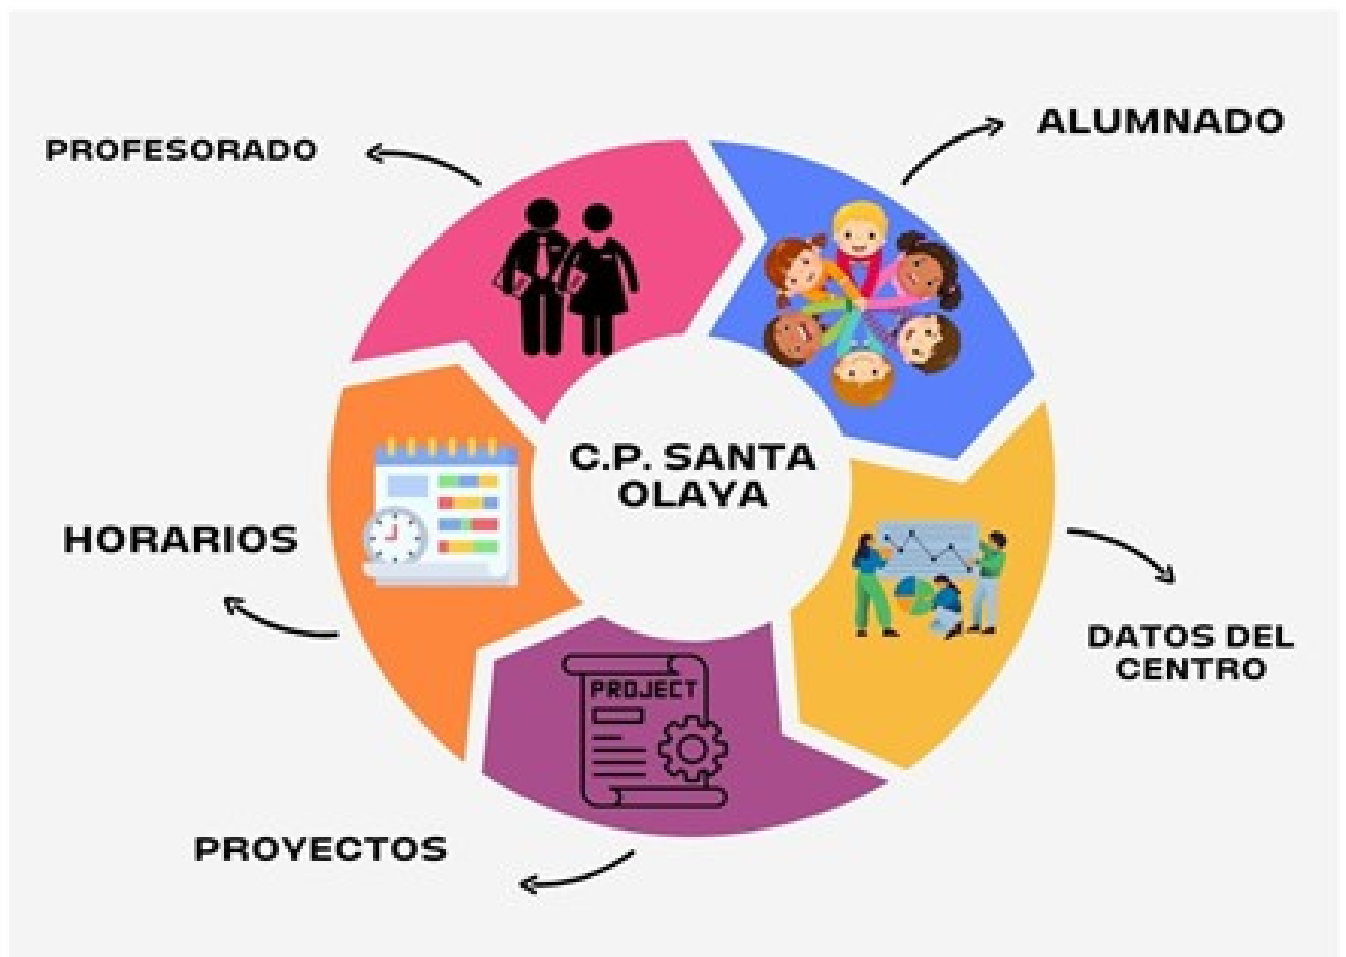 ALUMNADO
PROFESORADO
C.P. SANTA
OLAYA
HORARIOS
DATOS DEL
CENTRO
PROJECT
PROYECTOS